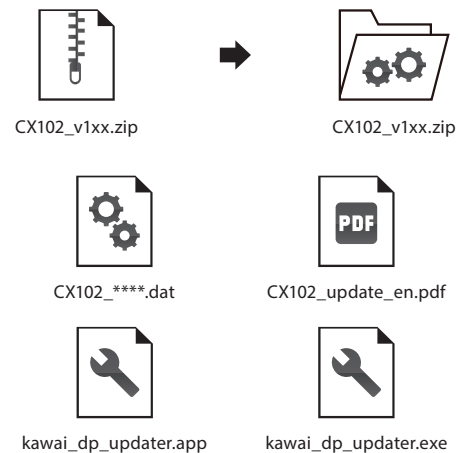 CX102_v1xx.zip
CX102_v1xx.zip
CX102_****.dat
PDF
CX102_update_en.pdf
kawai_dp_updater.app
kawai_dp_updater.exe